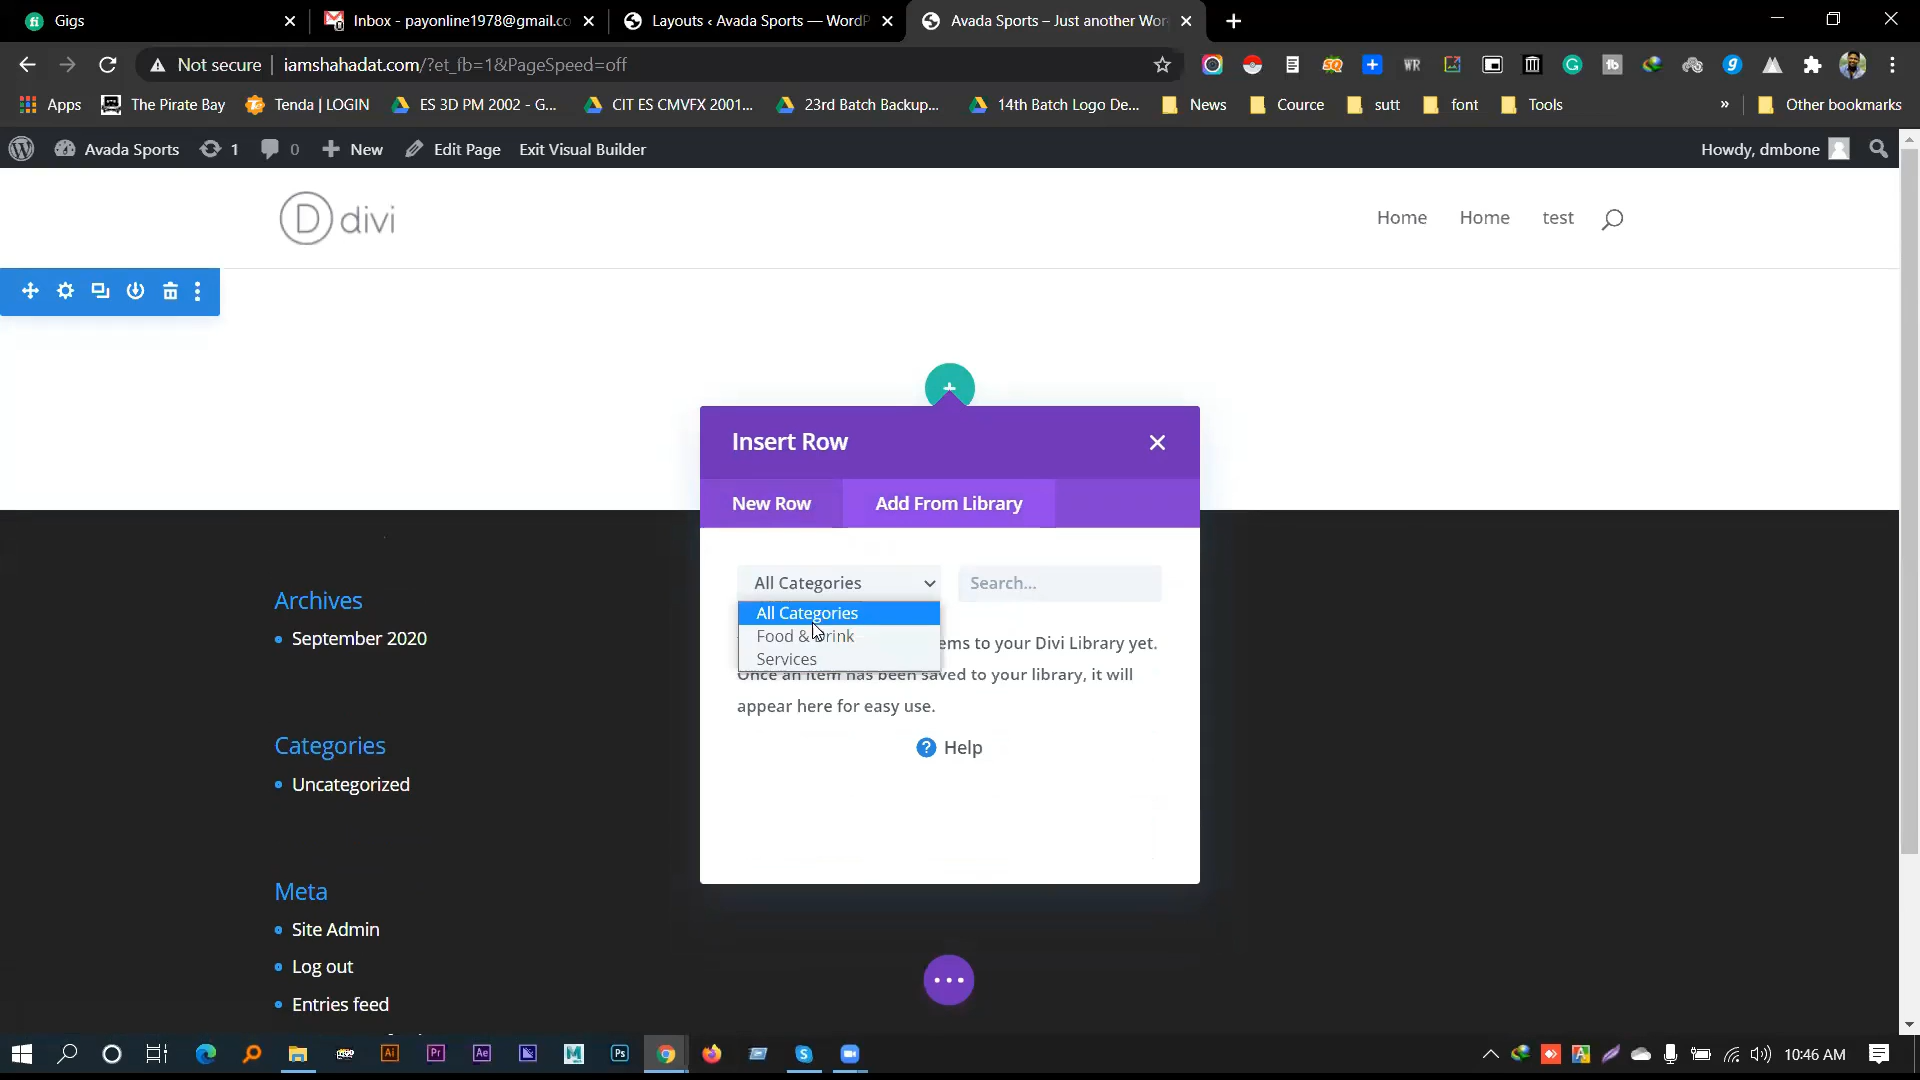 Gigs
Inbox - payonline1978@gmail.co
Layouts ‹ Avada Sports — WordP
Avada Sports – Just another Wor
Not secure
iamshahadat.com/?et_fb=1&PageSpeed=off
Apps
The Pirate Bay
Tenda | LOGIN
ES 3D PM 2002 - G...
CIT ES CMVFX 2001...
23rd Batch Backup...
14th Batch Logo De...
News
Cource
sutt
font
Tools
»
Other bookmarks
Avada Sports
1
0
New
Edit Page
Exit Visual Builder
Howdy, dmbone
D divi
Home
Home
test
Insert Row
New Row
Add From Library
All Categories
Search...
All Categories
Food & Drink
Services
ems to your Divi Library yet.
Once an item has been saved to your library, it will
appear here for easy use.
Help
Archives
September 2020
Categories
Uncategorized
Meta
Site Admin
Log out
Entries feed
10:46 AM